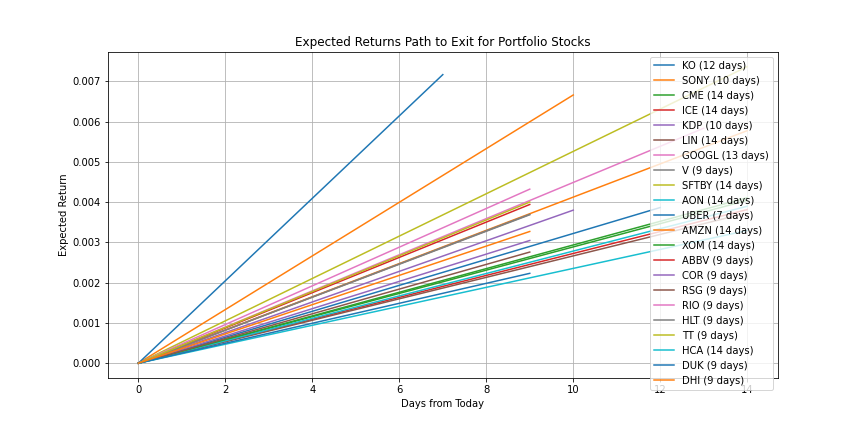 Expected Returns Path to Exit for Portfolio Stocks
Expected Return
0.007
0.006
0.005
0.004
0.003
0.002
0.001
0.000
KO (12 days)
SONY (10 days)
CME (14 days)
ICE (14 days)
KDP (10 days)
LIN (14 days)
GOOGL (13 days)
V (9 days)
SFTBY (14 days)
AON (14 days)
UBER (7 days)
AMZN (14 days)
XOM (14 days)
ABBV (9 days)
COR (9 days)
RSG (9 days)
RIO (9 days)
HLT (9 days)
TT (9 days)
HCA (14 days)
DUK (9 days)
DHI (9 days)
0 2 4 6 8 10 12 14
Days from Today